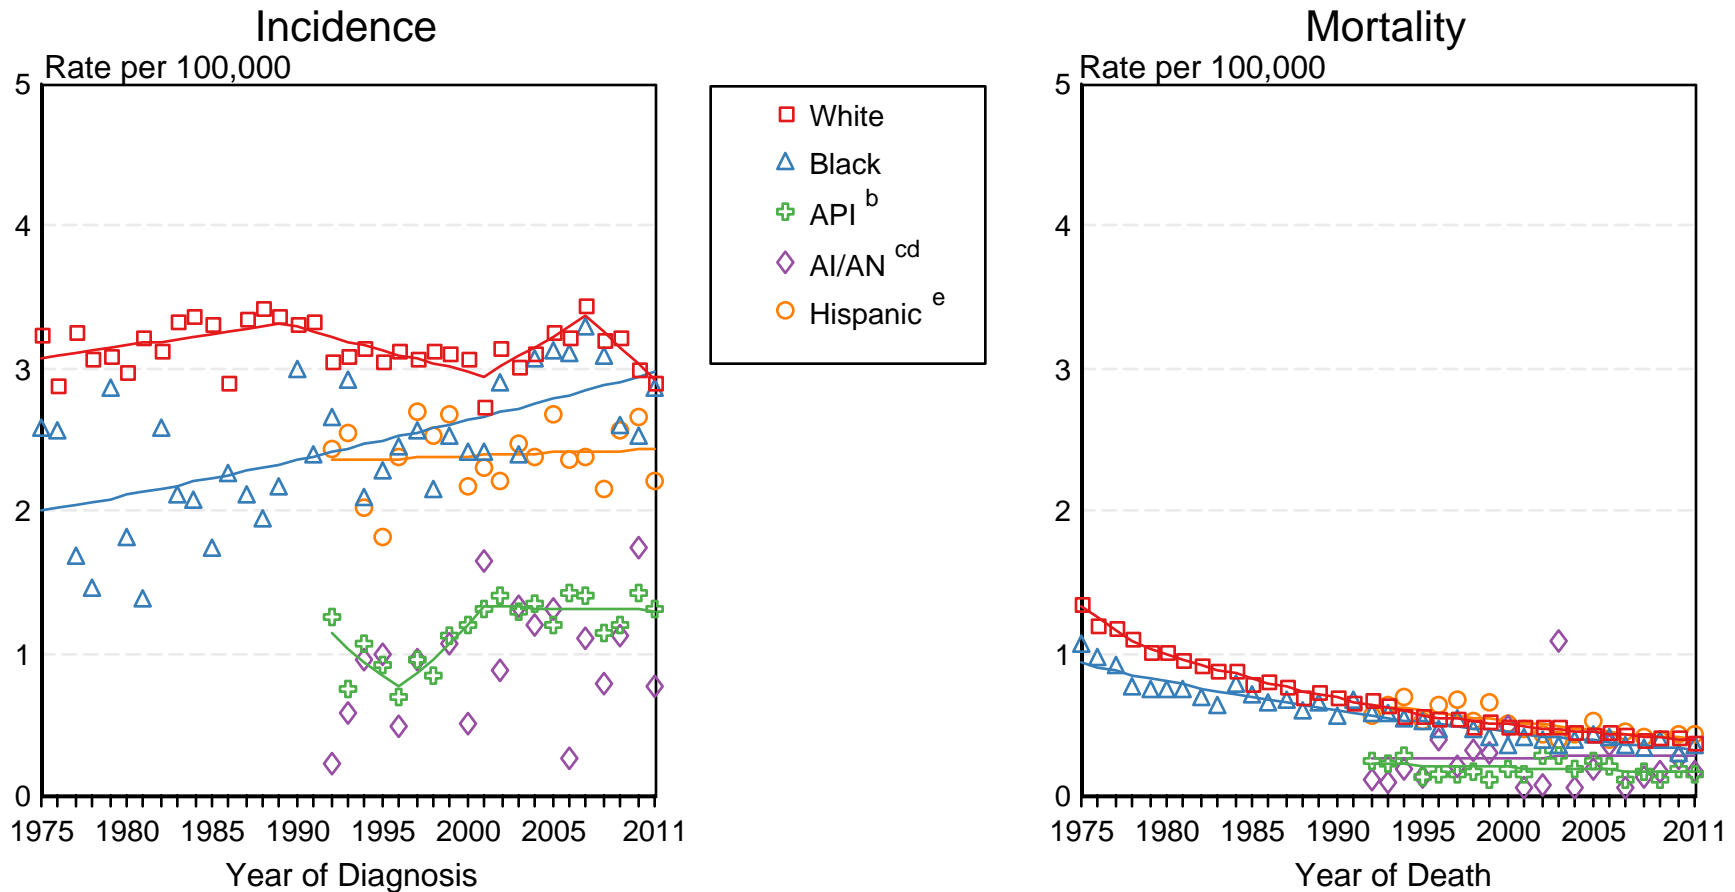 Incidence
Rate per 100,000
5
4
3
2
1
0
1975 1980 1985 1990 1995 2000 2005 2011
Year of Diagnosis
White
Black
API b
AI/AN cd
Hispanic e
Mortality
Rate per 100,000
5
4
3
2
1
0
1975 1980 1985 1990 1995 2000 2005 2011
Year of Death